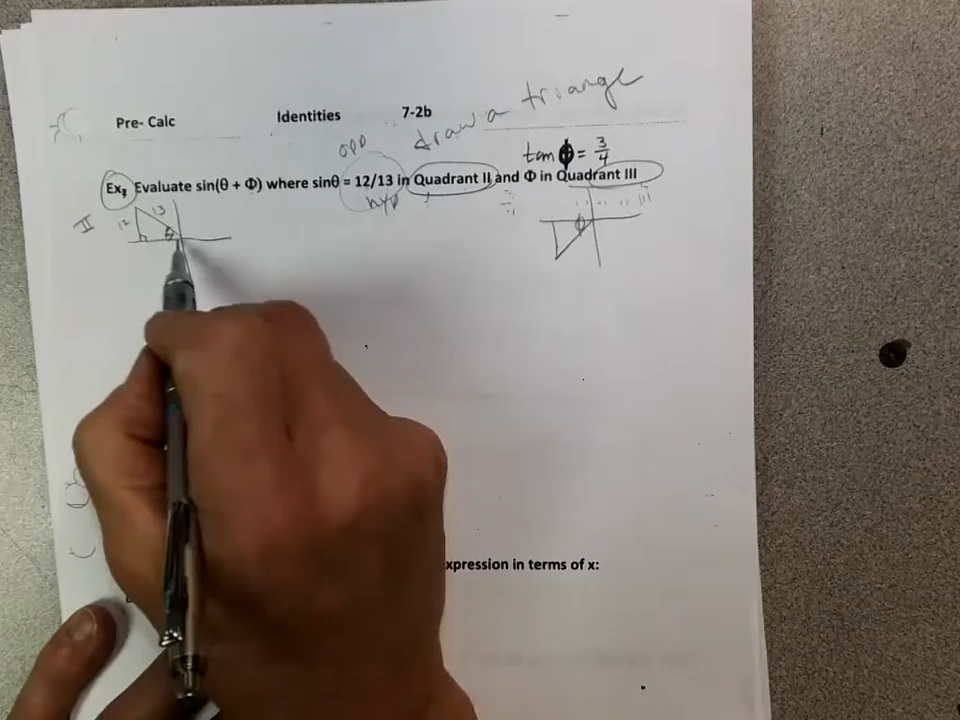 Pre- Calc Identities 7-2b draw a triangle
opp
tan Φ = 3/4
Ex, Evaluate sin(θ + Φ) where sinθ = 12/13 in Quadrant II and Φ in Quadrant III
hyp
II 12 13 θ
Φ
xpression in terms of x: